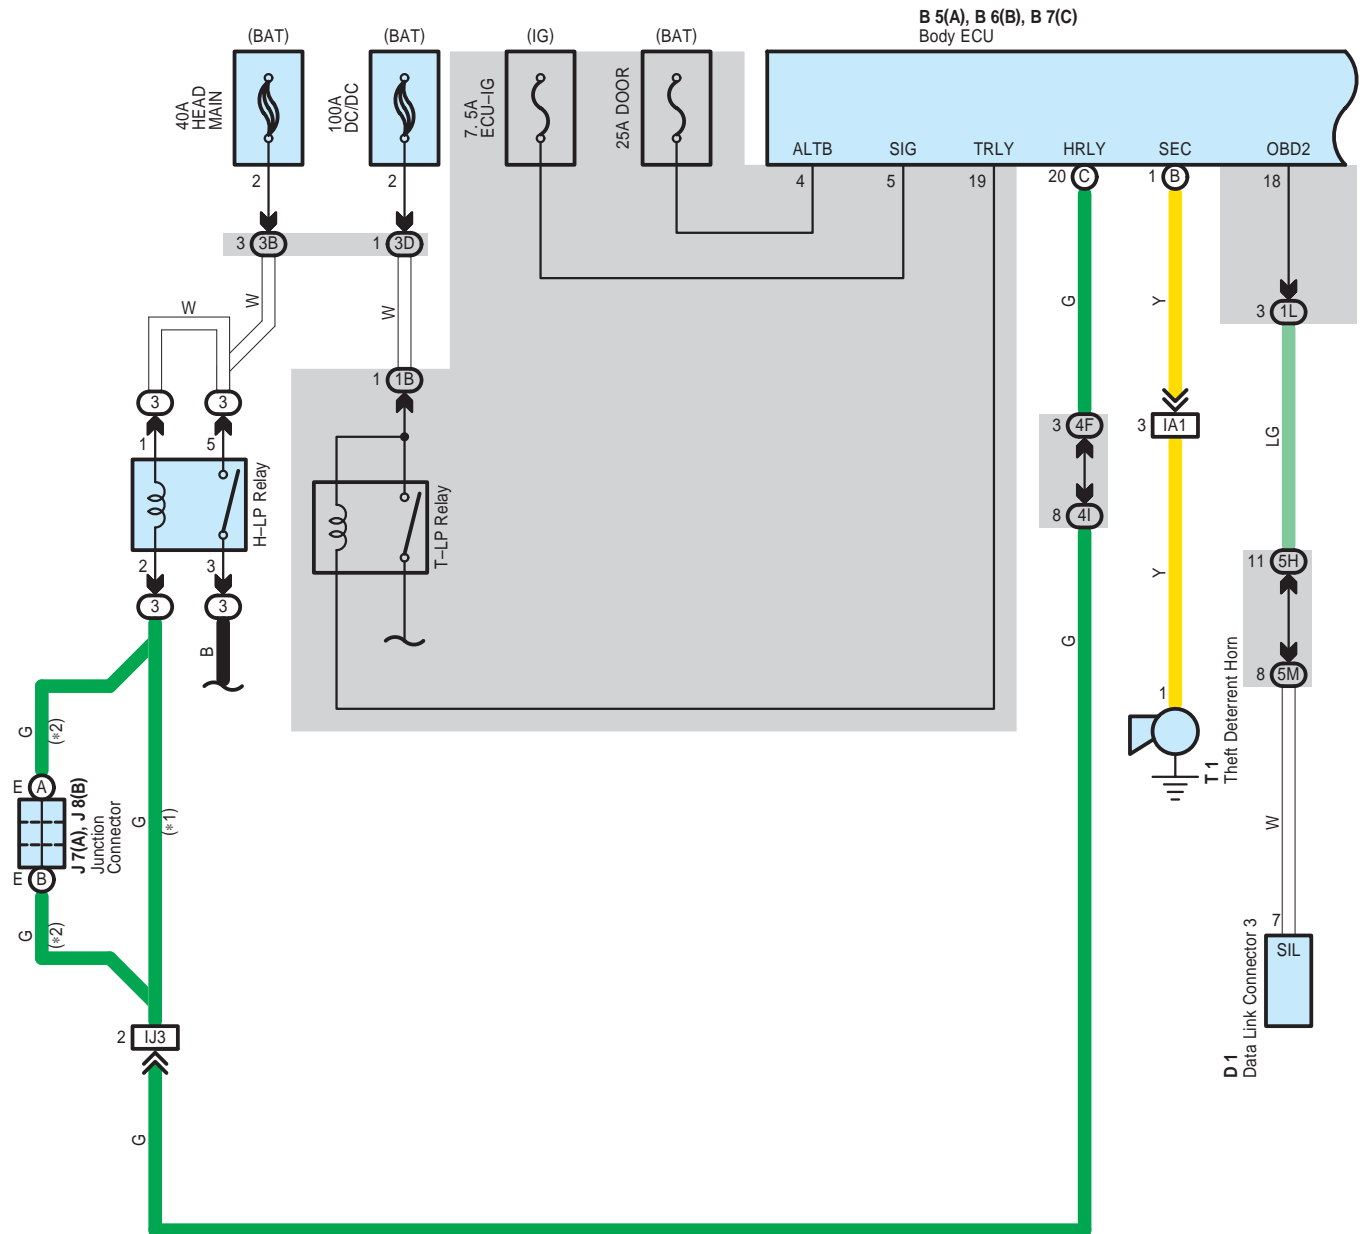 B 5(A), B 6(B), B 7(C)
Body ECU
(BAT)
(BAT)
(IG)
(BAT)
40A
HEAD
MAIN
100A
DC/DC
7. 5A
ECU–IG
25A DOOR
ALTB
SIG
TRLY
HRLY
SEC
OBD2
2
2
4
5
19
20 C
1 B
18
3 3B
1 3D
W
W
W
G
Y
3 1L
1 1B
3
3
1
5
H–LP Relay
2
3
3
3
B
T–LP Relay
3 4F
8 4I
G
3 IA1
Y
LG
11 5H
8 5M
1
T 1
Theft Deterrent Horn
W
7
SIL
D 1
Data Link Connector 3
G
(*2)
E A
J 7(A), J 8(B)
Junction
Connector
E B
G
(*2)
G
(*1)
2 IJ3
G